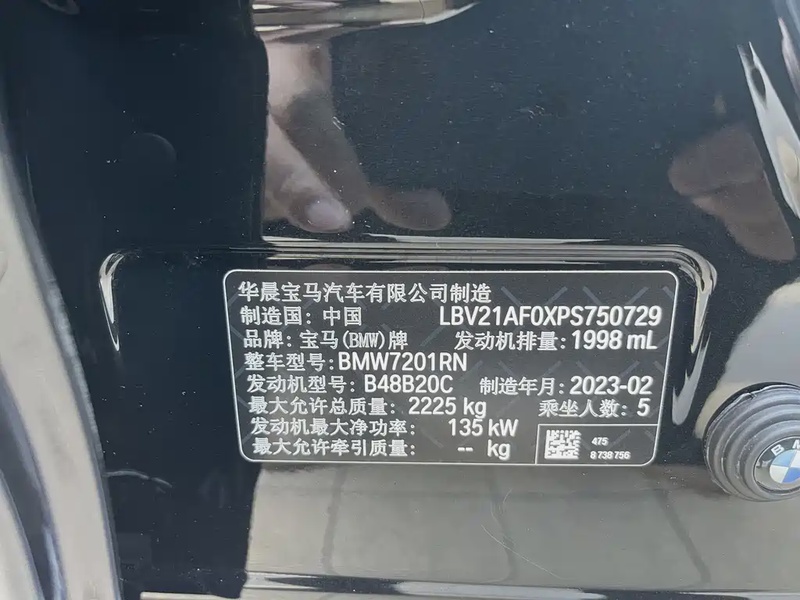 华晨宝马汽车有限公司制造
制造国: 中国 LBV21AF0XPS750729
品牌: 宝马(BMW)牌 发动机排量: 1998 mL
整车型号: BMW7201RN
发动机型号: B48B20C 制造年月: 2023-02
最大允许总质量: 2225 kg 乘坐人数: 5
发动机最大净功率: 135 kW
最大允许牵引质量: -- kg
475
8 738 756
BMW